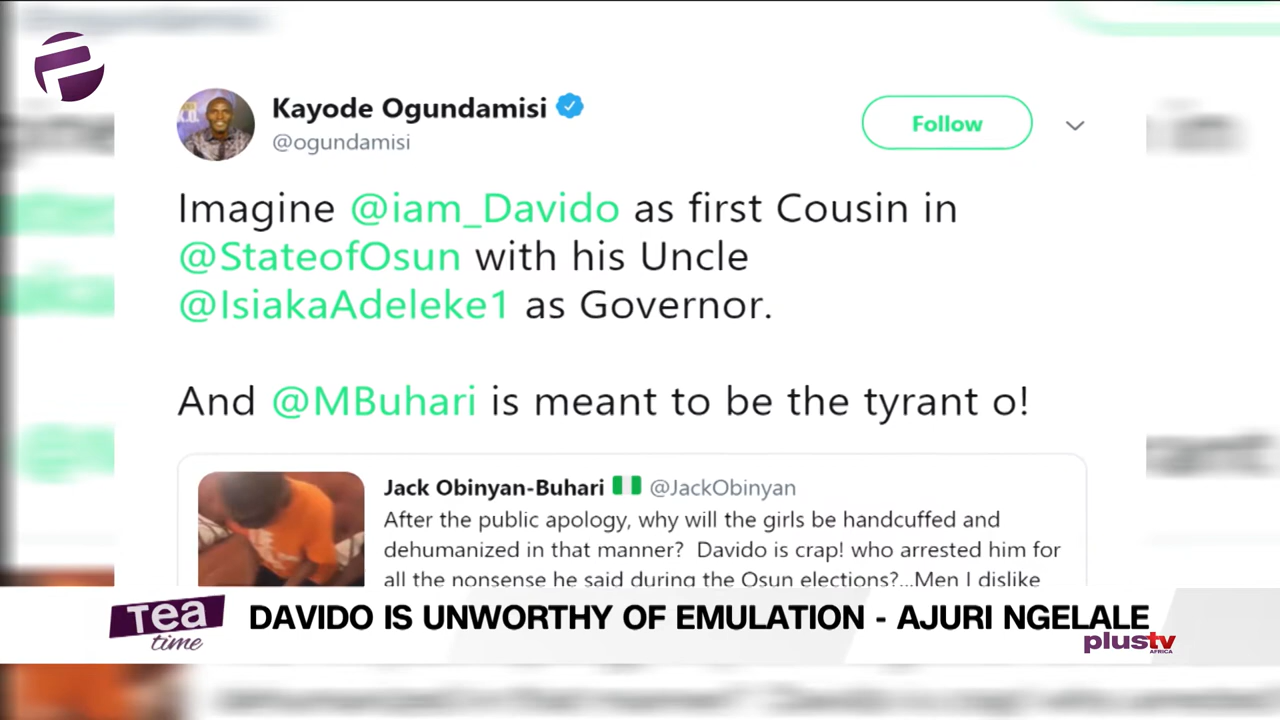 Kayode Ogundamisi
@ogundamisi
Follow
Imagine @iam_Davido as first Cousin in
@StateofOsun with his Uncle
@IsiakaAdeleke1 as Governor.
And @MBuhari is meant to be the tyrant o!
Jack Obinyan-Buhari @JackObinyan
After the public apology, why will the girls be handcuffed and
dehumanized in that manner? Davido is crap! who arrested him for
all the nonsense he said during the Osun elections?...Men I dislike
Tea time
DAVIDO IS UNWORTHY OF EMULATION - AJURI NGELALE
plustv
AFRICA